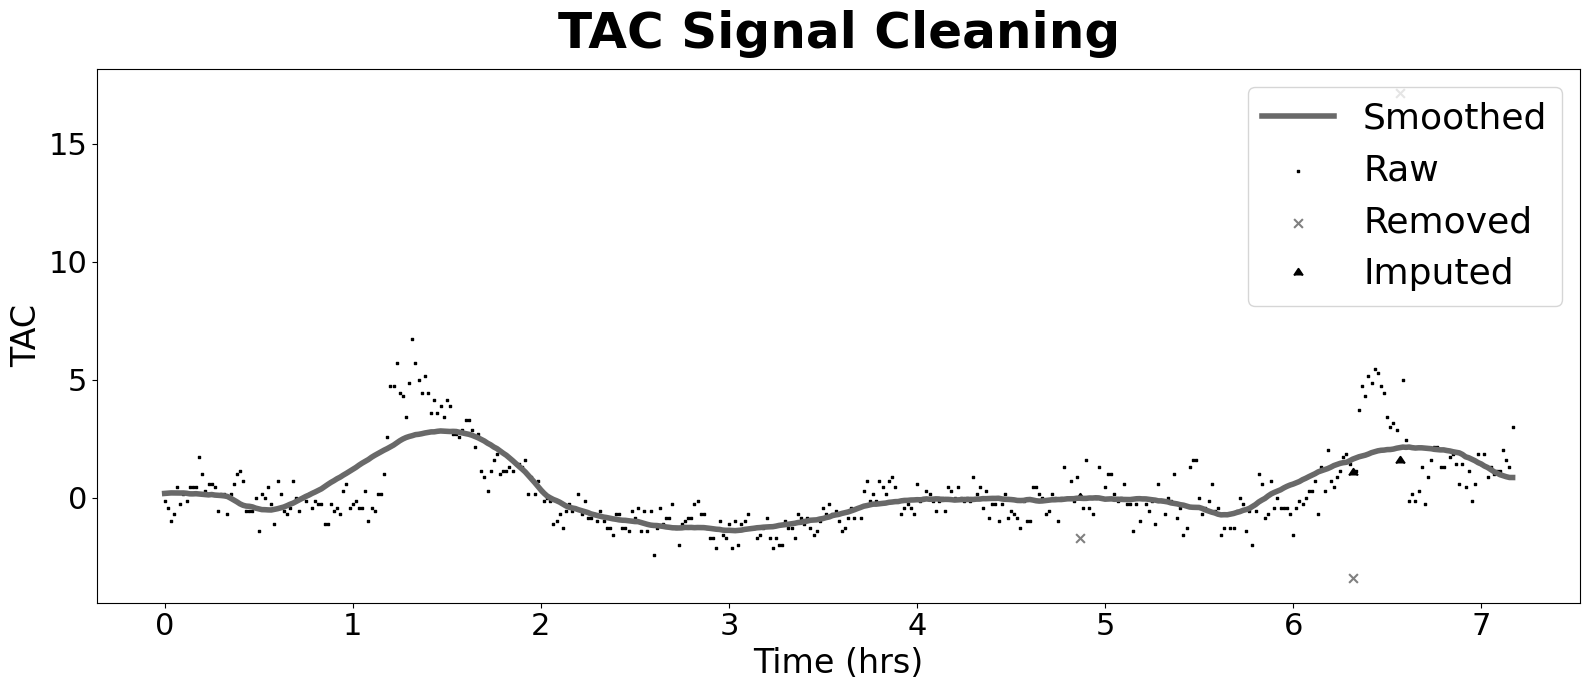 TAC Signal Cleaning
Smoothed
Raw
Removed
Imputed
TAC
15
10
5
0
0 1 2 3 4 5 6 7
Time (hrs)